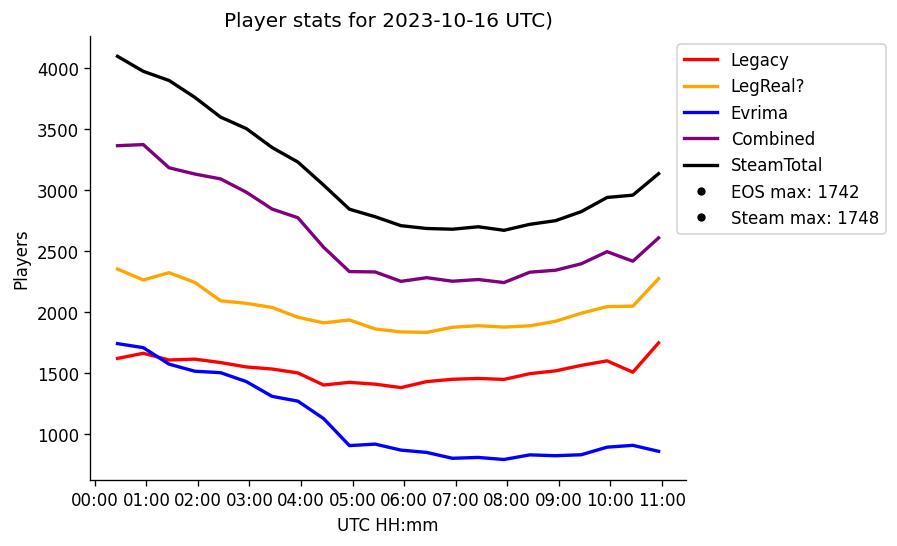 Player stats for 2023-10-16 UTC)
4000
3500
3000
2500
2000
1500
1000
Players
00:00 01:00 02:00 03:00 04:00 05:00 06:00 07:00 08:00 09:00 10:00 11:00
UTC HH:mm
Legacy
LegReal?
Evrima
Combined
SteamTotal
EOS max: 1742
Steam max: 1748